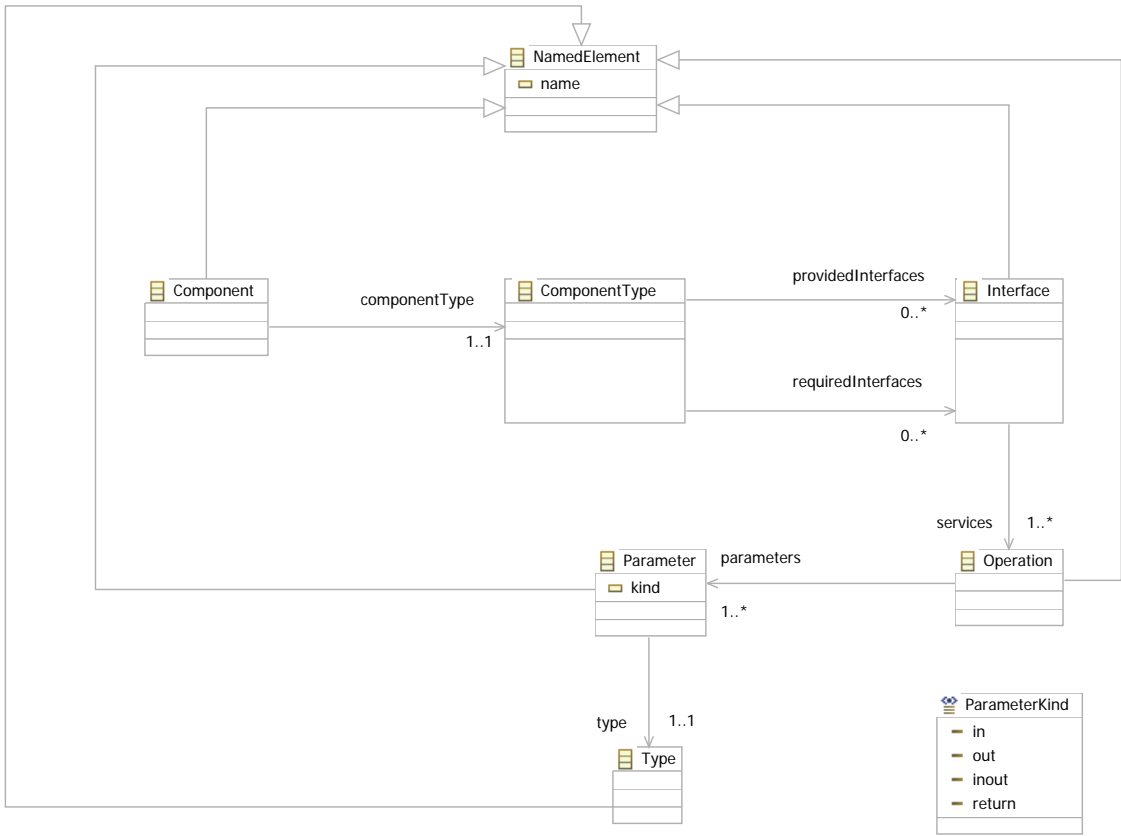 NamedElement
name
Component
componentType
1..1
ComponentType
providedInterfaces
0..*
requiredInterfaces
0..*
Interface
services
1..*
Parameter
kind
parameters
1..*
Operation
type
1..1
Type
ParameterKind
in
out
inout
return